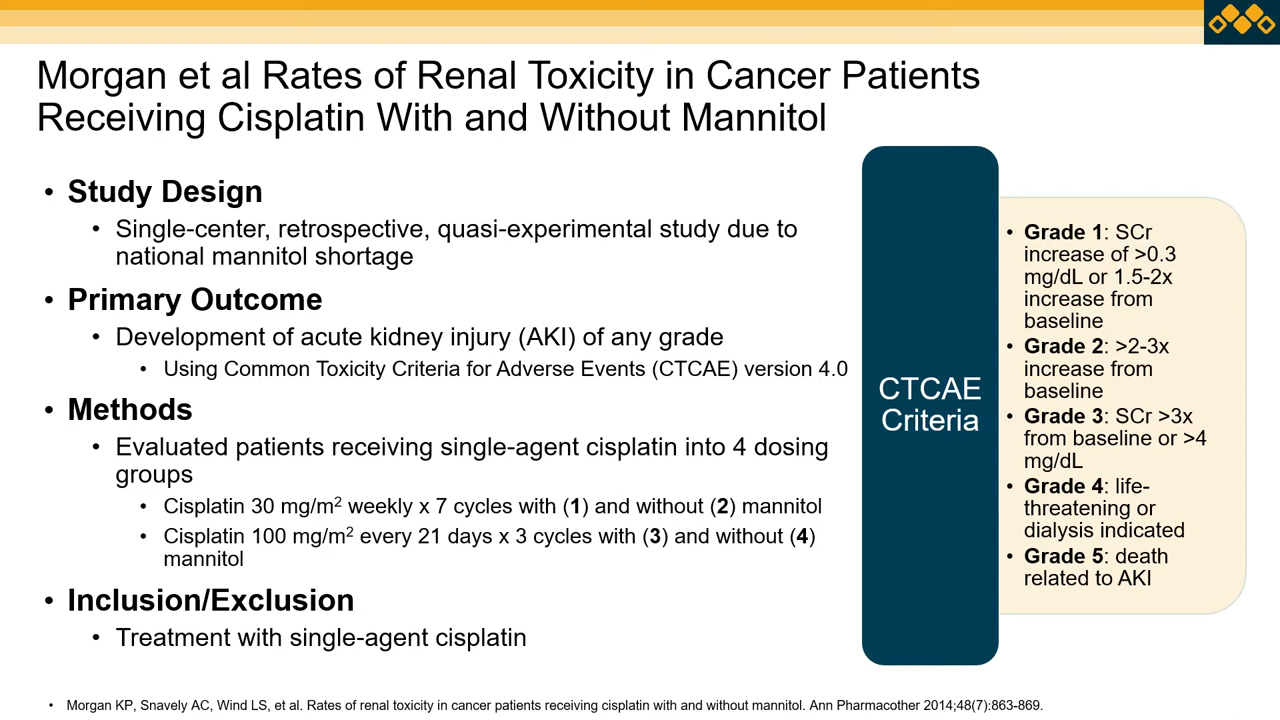 Morgan et al Rates of Renal Toxicity in Cancer Patients
Receiving Cisplatin With and Without Mannitol
• Study Design
• Single-center, retrospective, quasi-experimental study due to
national mannitol shortage
• Primary Outcome
• Development of acute kidney injury (AKI) of any grade
• Using Common Toxicity Criteria for Adverse Events (CTCAE) version 4.0
• Methods
• Evaluated patients receiving single-agent cisplatin into 4 dosing
groups
• Cisplatin 30 mg/m² weekly x 7 cycles with (1) and without (2) mannitol
• Cisplatin 100 mg/m² every 21 days x 3 cycles with (3) and without (4)
mannitol
• Inclusion/Exclusion
• Treatment with single-agent cisplatin
CTCAE
Criteria
• Grade 1: SCr
increase of >0.3
mg/dL or 1.5-2x
increase from
baseline
• Grade 2: >2-3x
increase from
baseline
• Grade 3: SCr >3x
from baseline or >4
mg/dL
• Grade 4: life-
threatening or
dialysis indicated
• Grade 5: death
related to AKI
• Morgan KP, Snavely AC, Wind LS, et al. Rates of renal toxicity in cancer patients receiving cisplatin with and without mannitol. Ann Pharmacother 2014;48(7):863-869.